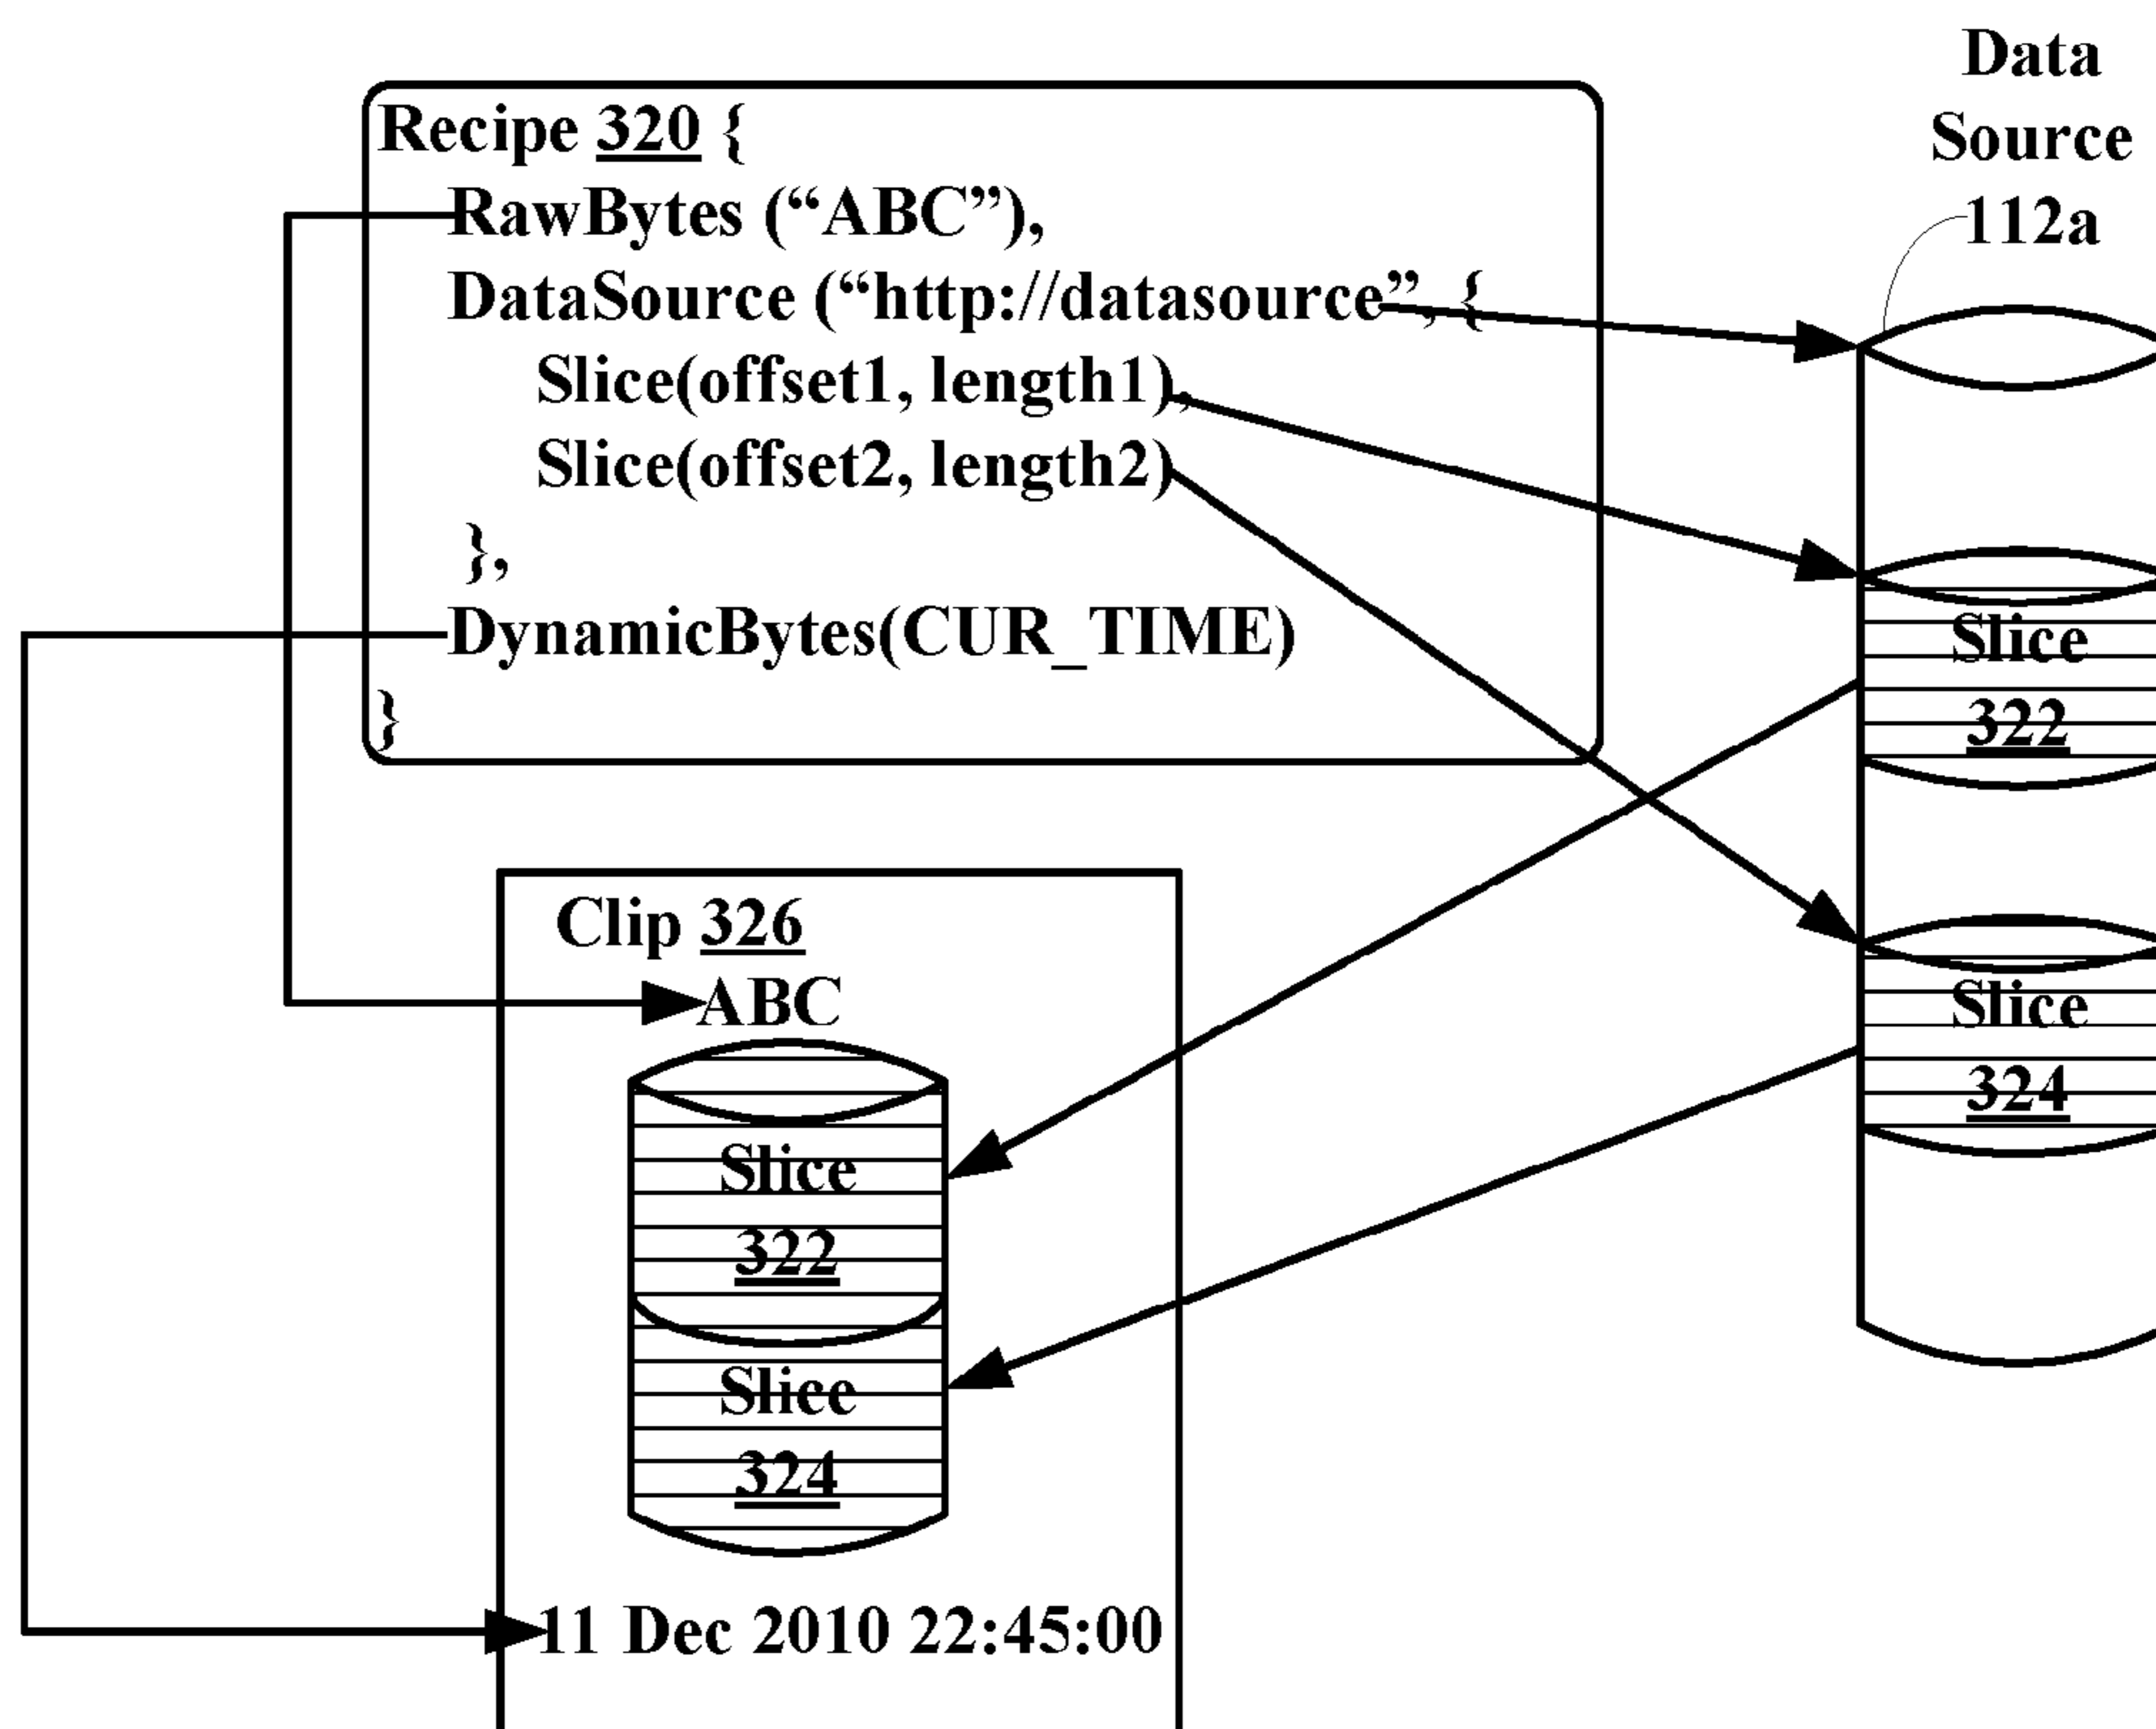 Recipe 320 {
RawBytes (“ABC”),
DataSource (“http://datasource”, {
Slice(offset1, length1),
Slice(offset2, length2)
},
DynamicBytes(CUR_TIME)
}
Data
Source
112a
Slice
322
Slice
324
Clip 326
ABC
Slice
322
Slice
324
11 Dec 2010 22:45:00